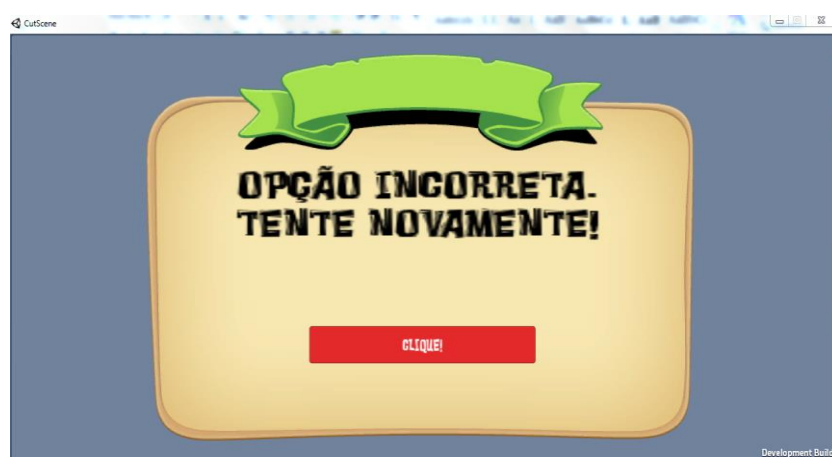 CutScene
OPÇÃO INCORRETA.
TENTE NOVAMENTE!
CLIQUE!
Development Build